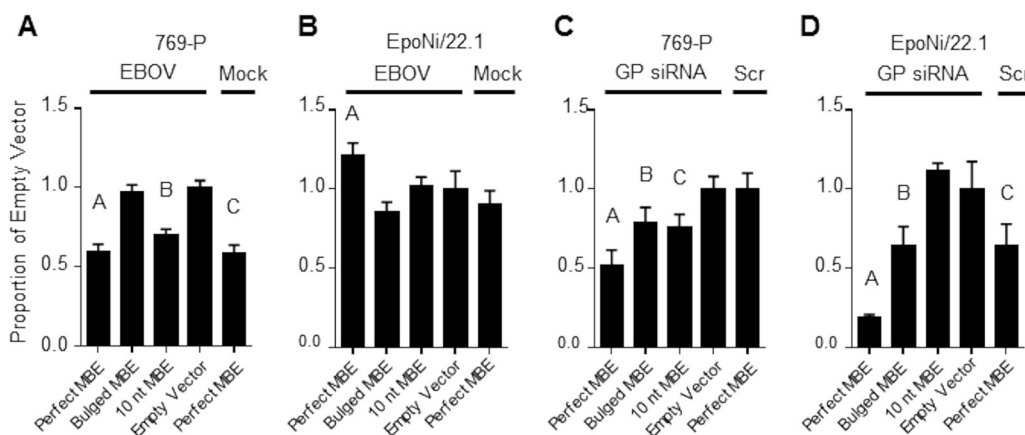 A
769-P
EBOV Mock
Proportion of Empty Vector
1.5
1.0
0.5
0.0
A
B
C
Perfect MBE
Bulged MBE
10 nt MBE
Empty Vector
Perfect MBE
B
EpoNi/22.1
EBOV Mock
1.5
1.0
0.5
0.0
A
Perfect MBE
Bulged MBE
10 nt MBE
Empty Vector
Perfect MBE
C
769-P
GP siRNA Scr
1.5
1.0
0.5
0.0
A
B
C
Perfect MBE
Bulged MBE
10 nt MBE
Empty Vector
Perfect MBE
D
EpoNi/22.1
GP siRNA Scr
1.5
1.0
0.5
0.0
A
B
C
Perfect MBE
Bulged MBE
10 nt MBE
Empty Vector
Perfect MBE